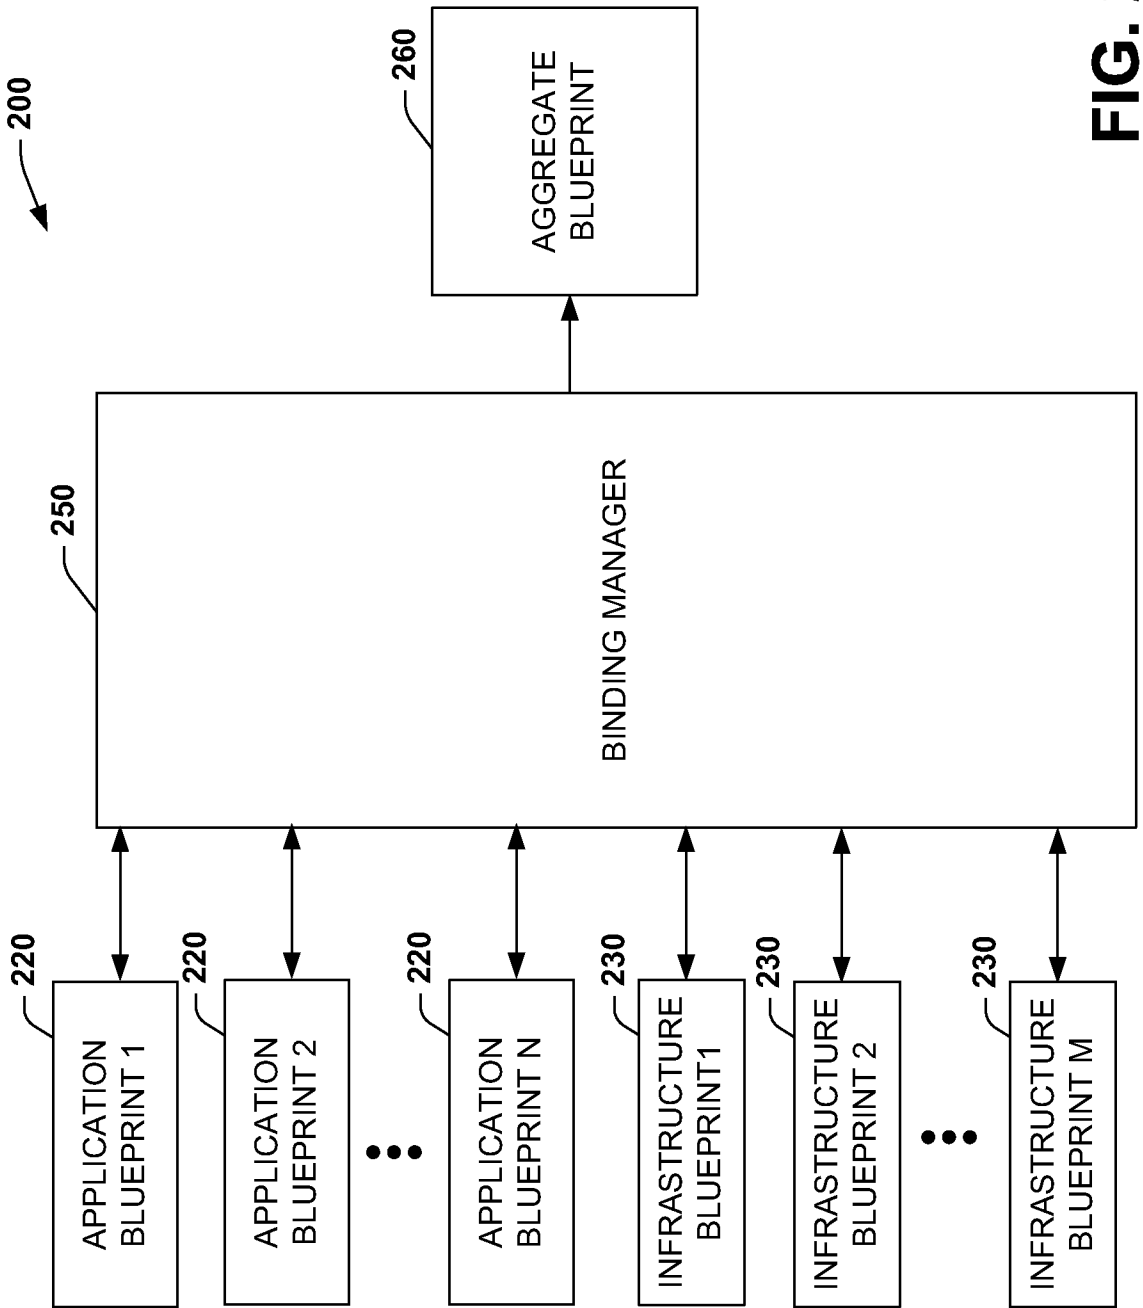 200
220
APPLICATION
BLUEPRINT 1
220
APPLICATION
BLUEPRINT 2
220
APPLICATION
BLUEPRINT N
230
INFRASTRUCTURE
BLUEPRINT1
230
INFRASTRUCTURE
BLUEPRINT 2
230
INFRASTRUCTURE
BLUEPRINT M
250
BINDING MANAGER
260
AGGREGATE
BLUEPRINT
FIG.